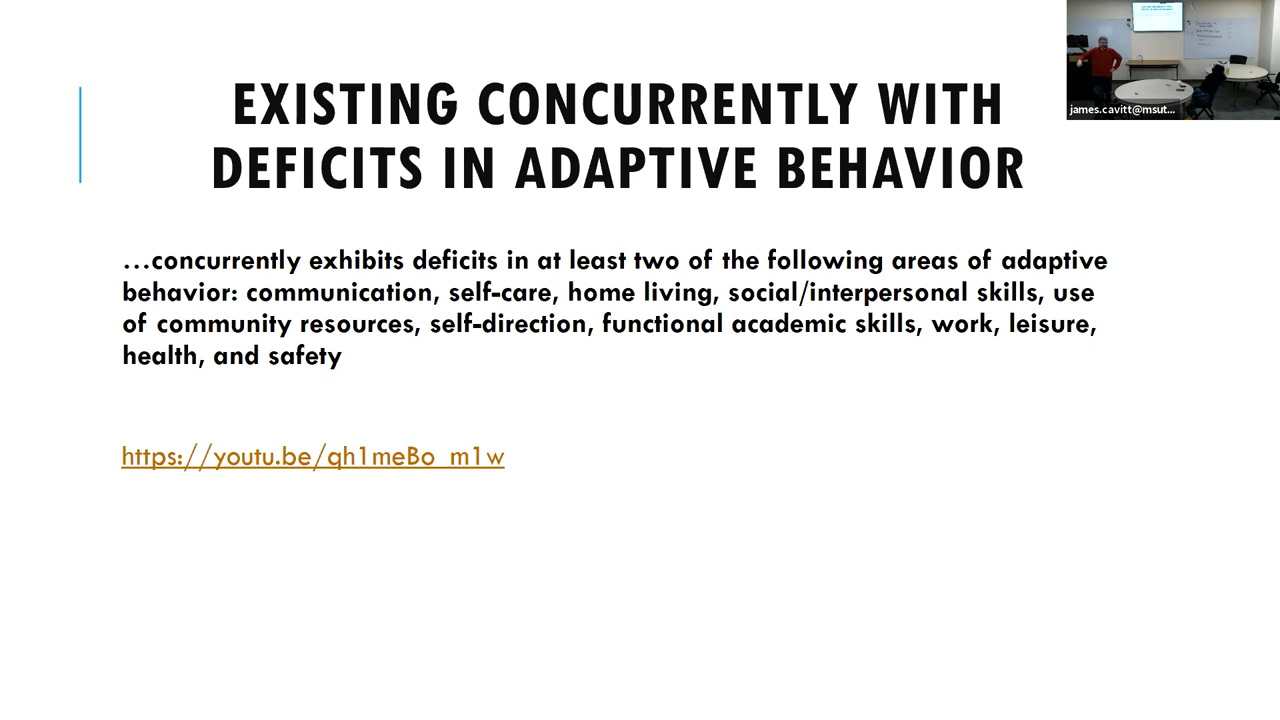 EXISTING CONCURRENTLY WITH
DEFICITS IN ADAPTIVE BEHAVIOR
…concurrently exhibits deficits in at least two of the following areas of adaptive
behavior: communication, self-care, home living, social/interpersonal skills, use
of community resources, self-direction, functional academic skills, work, leisure,
health, and safety
https://youtu.be/qh1meBo_m1w
james.cavitt@msut...